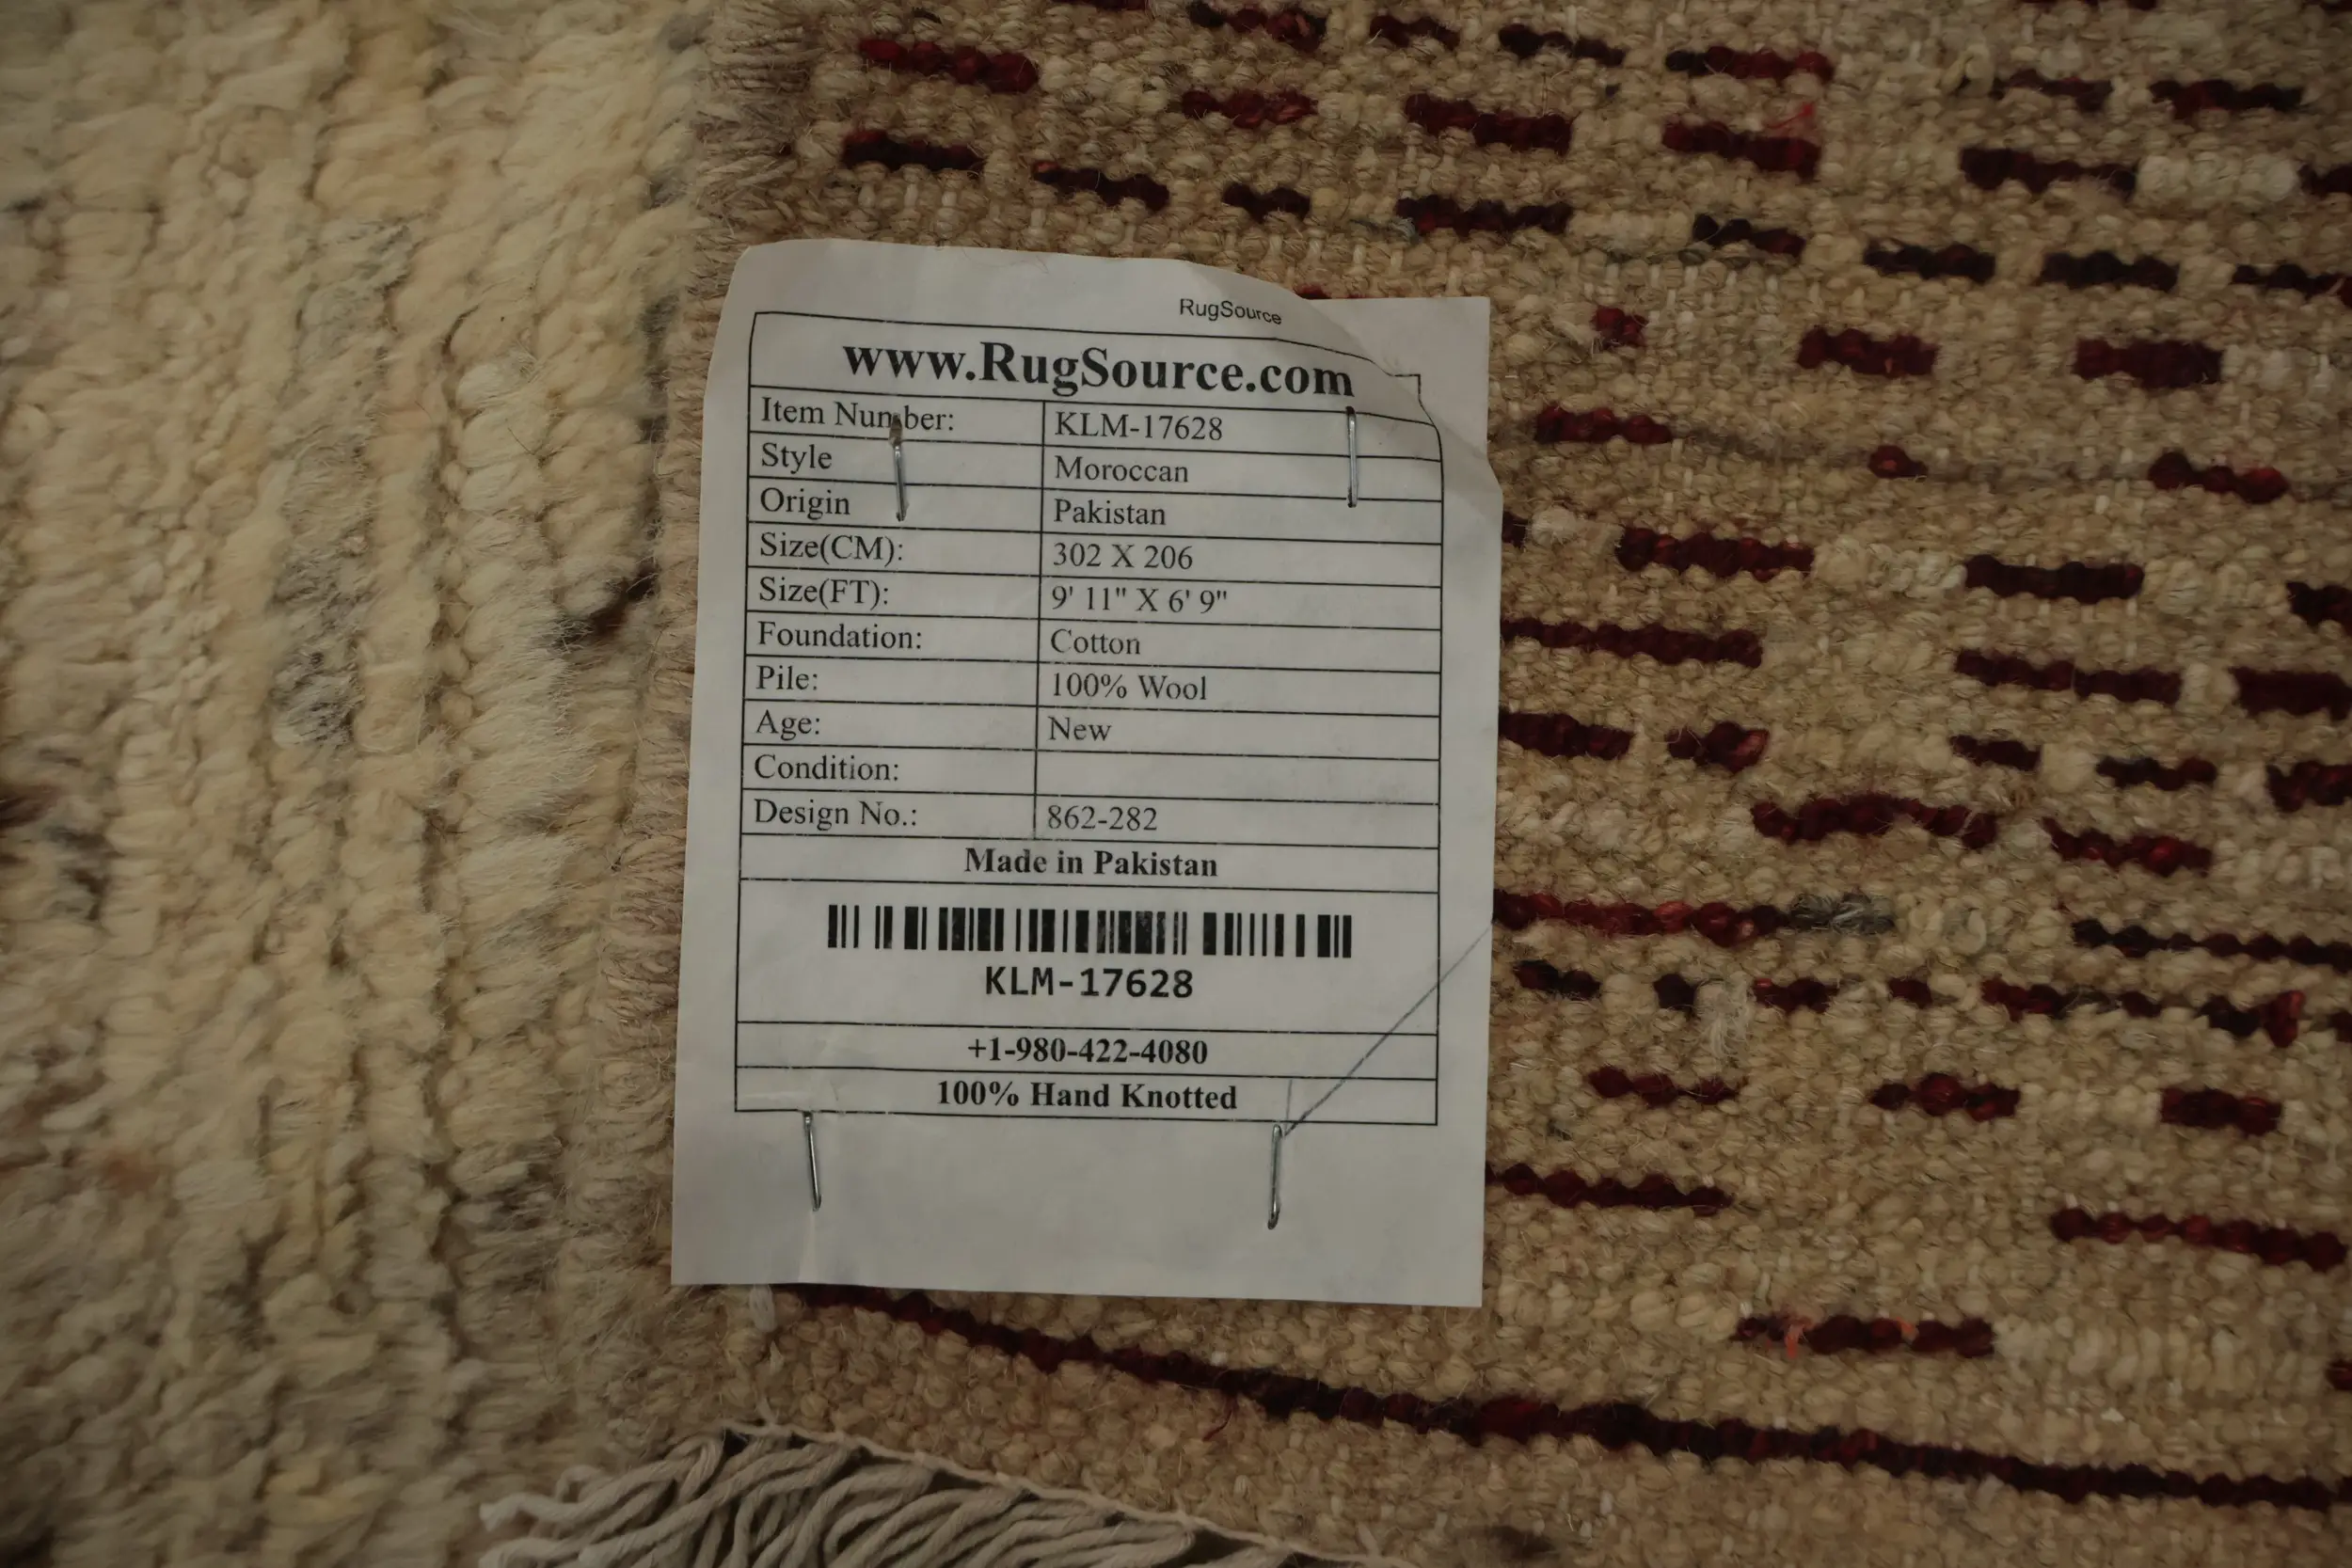 RugSource
www.RugSource.com
Item Number: KLM-17628
Style Moroccan
Origin Pakistan
Size(CM): 302 X 206
Size(FT): 9' 11" X 6' 9"
Foundation: Cotton
Pile: 100% Wool
Age: New
Condition:
Design No.: 862-282
Made in Pakistan
KLM-17628
+1-980-422-4080
100% Hand Knotted